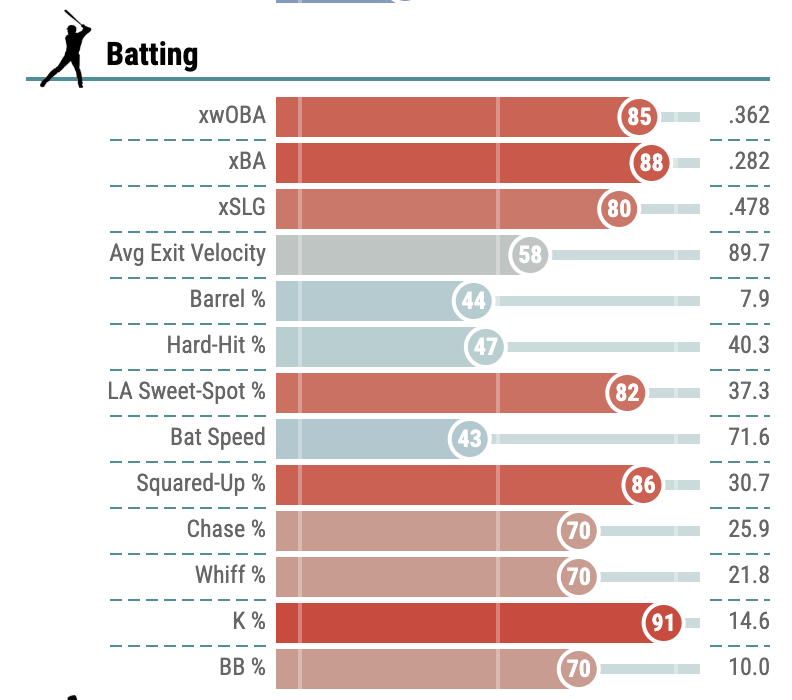 Batting
xwOBA 85 .362
xBA 88 .282
xSLG 80 .478
Avg Exit Velocity 58 89.7
Barrel % 44 7.9
Hard-Hit % 47 40.3
LA Sweet-Spot % 82 37.3
Bat Speed 43 71.6
Squared-Up % 86 30.7
Chase % 70 25.9
Whiff % 70 21.8
K % 91 14.6
BB % 70 10.0